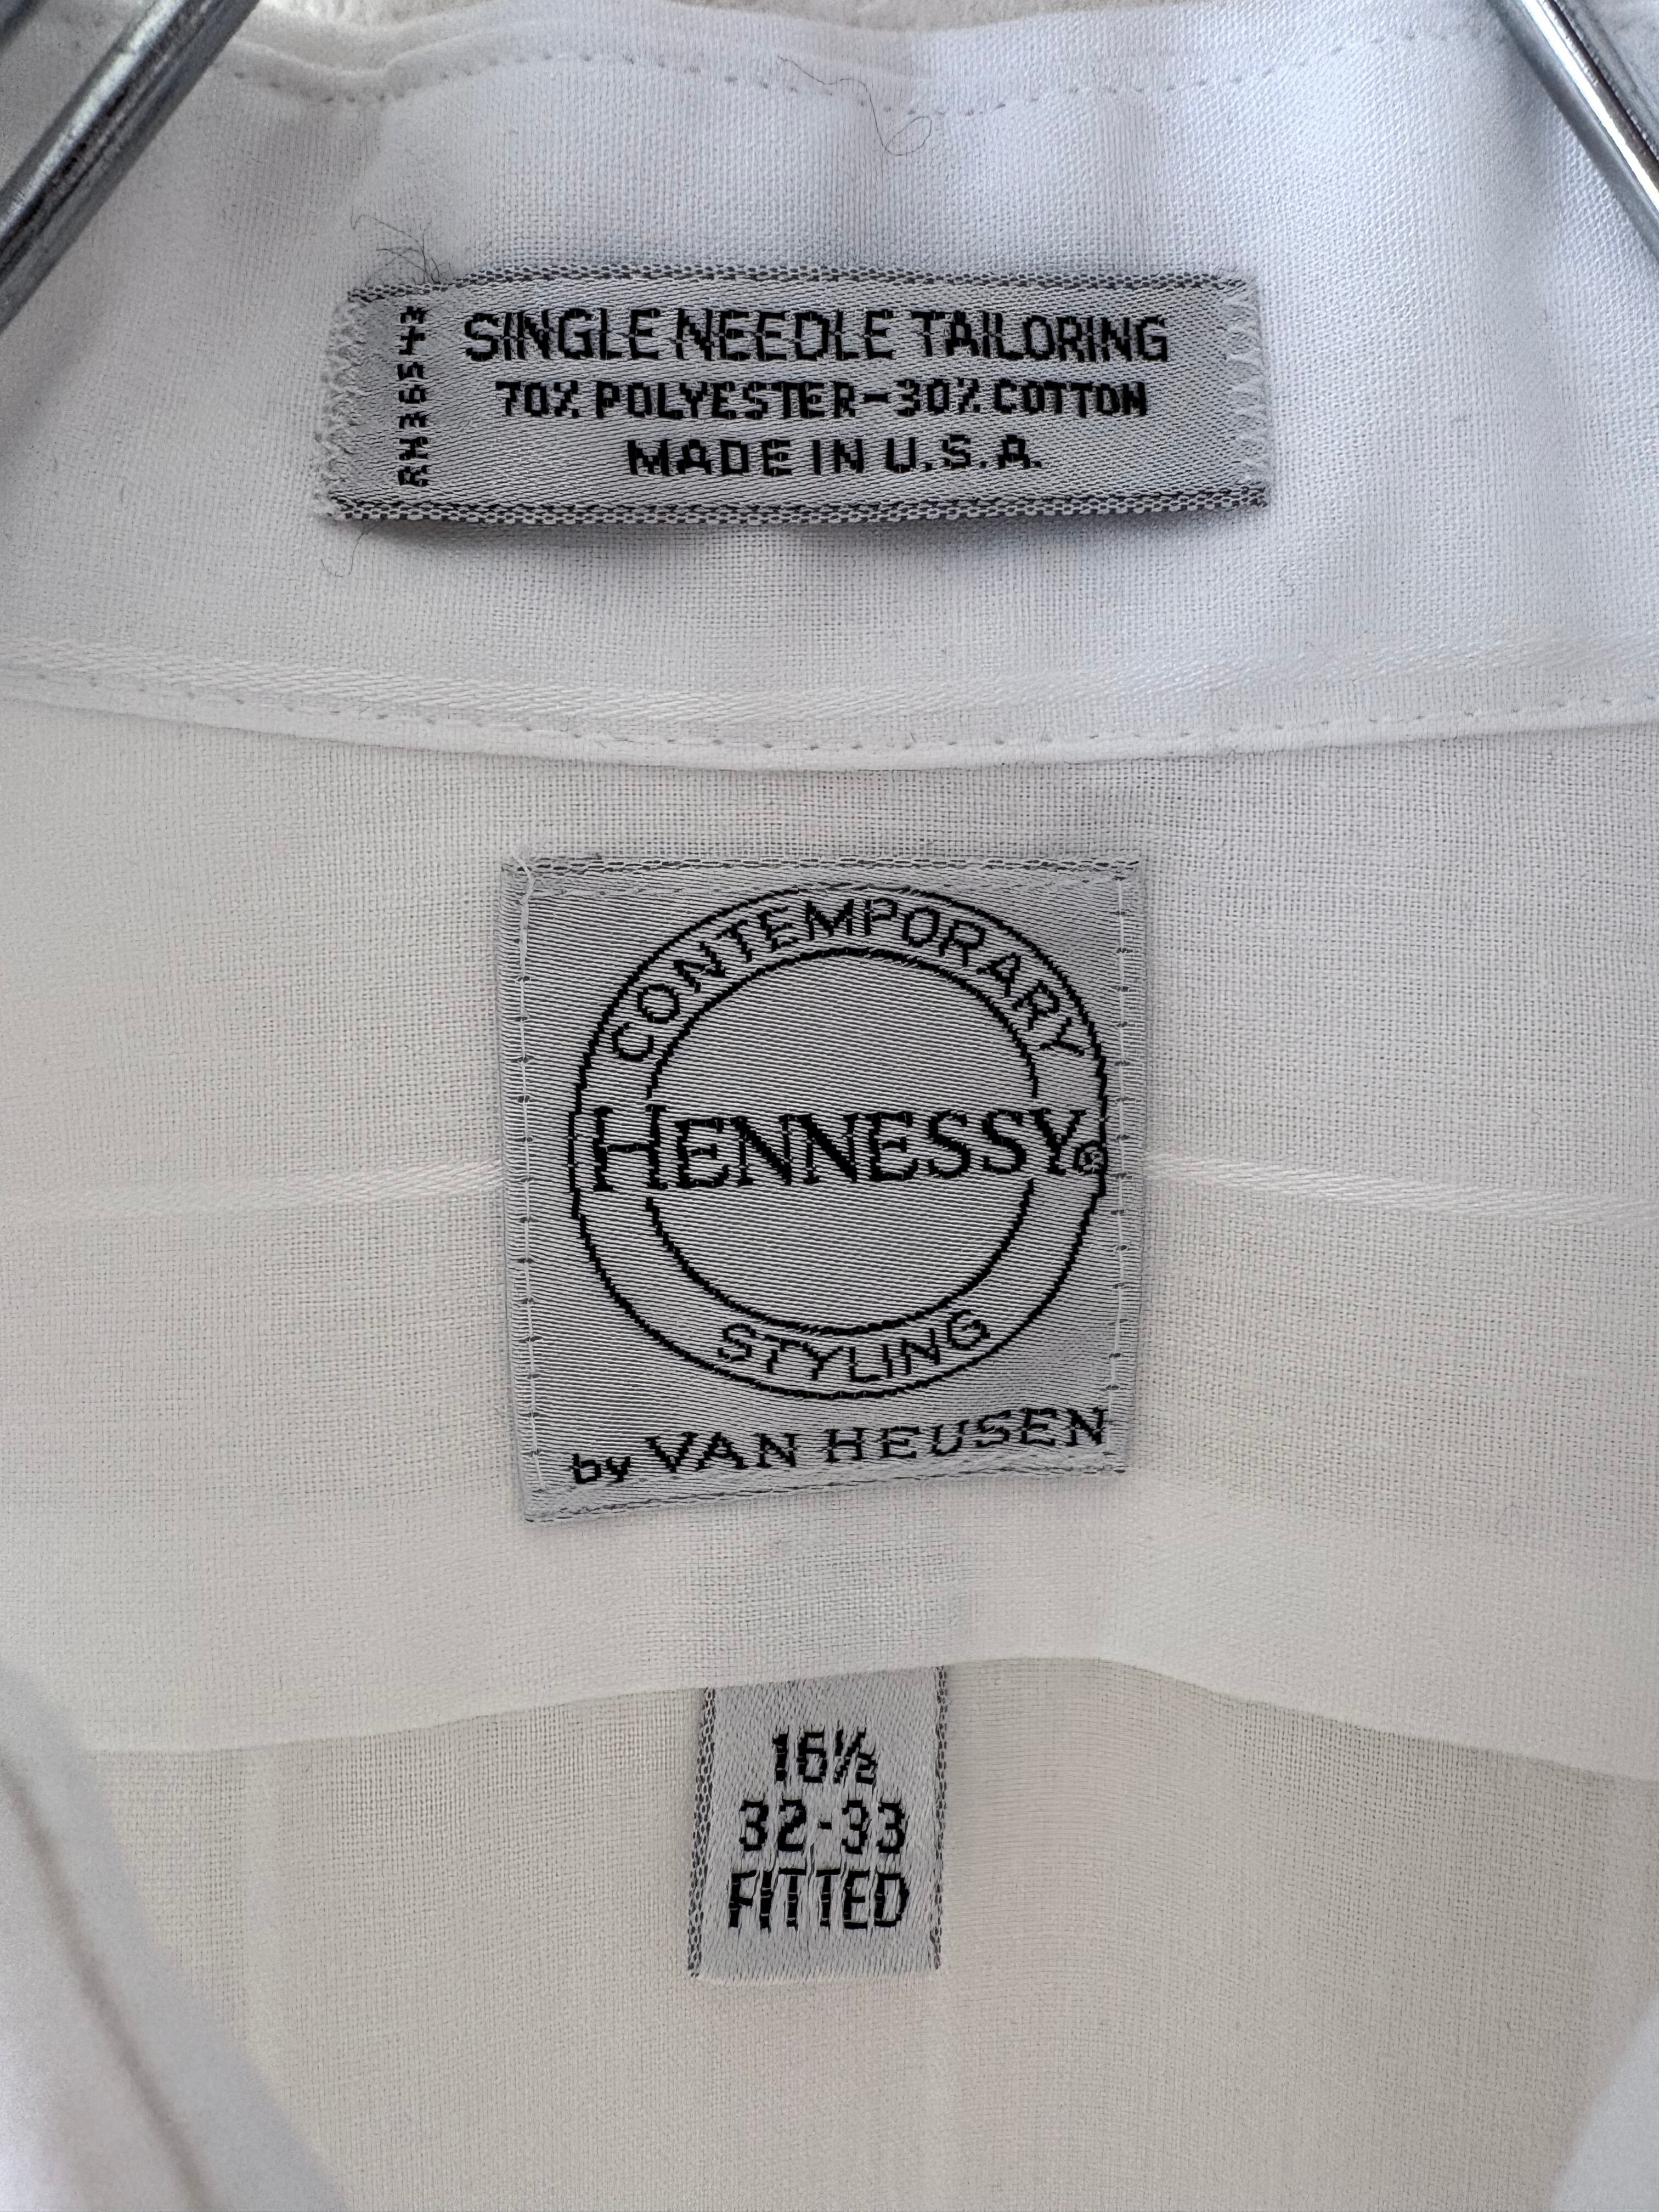 RN36543
SINGLE NEEDLE TAILORING
70% POLYESTER-30% COTTON
MADE IN U.S.A.
CONTEMPORARY
HENNESSY®
STYLING
by VAN HEUSEN
16½
32-33
FITTED